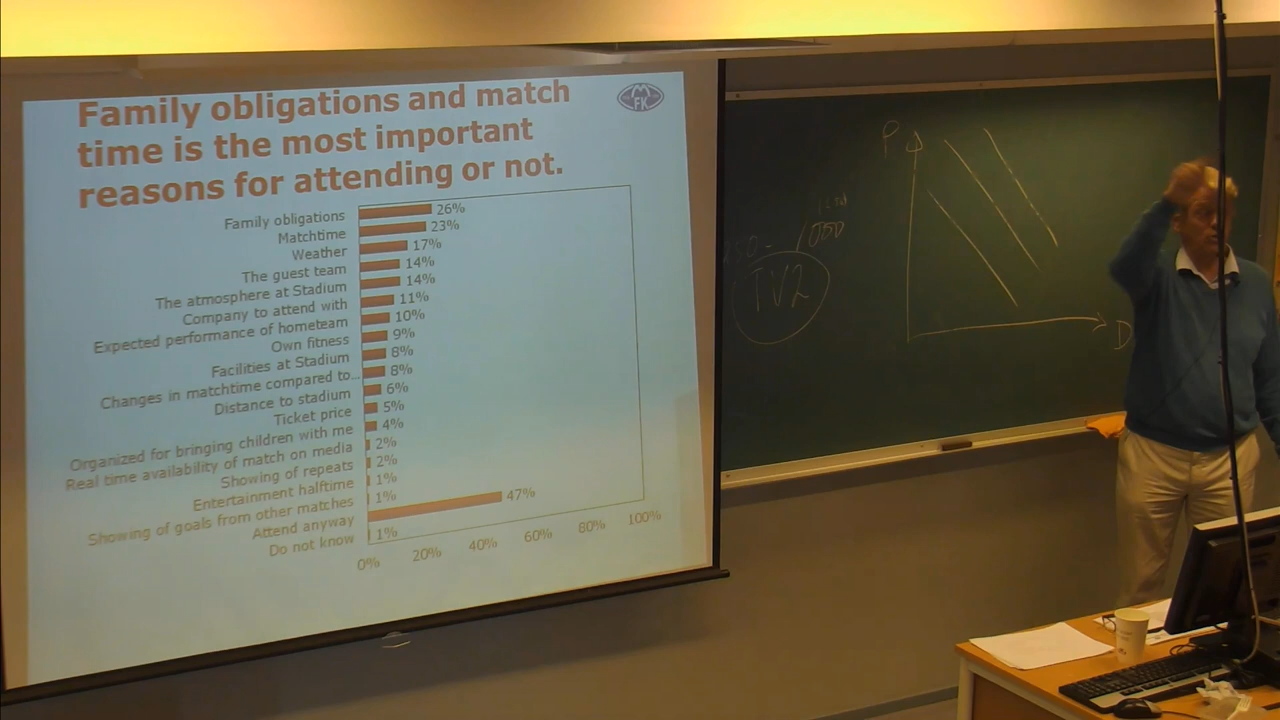 Family obligations and match
time is the most important
reasons for attending or not.
MFK
Family obligations 26%
Matchtime 23%
Weather 17%
The guest team 14%
The atmosphere at Stadium 14%
Company to attend with 11%
Expected performance of hometeam 10%
Own fitness 9%
Facilities at Stadium 8%
Changes in matchtime compared to... 8%
Distance to stadium 6%
Ticket price 5%
Organized for bringing children with me 4%
Real time availability of match on media 2%
Showing of repeats 2%
Entertainment halftime 1%
Showing of goals from other matches 1%
Attend anyway 47%
Do not know 1%
0% 20% 40% 60% 80% 100%
P
TV2
D